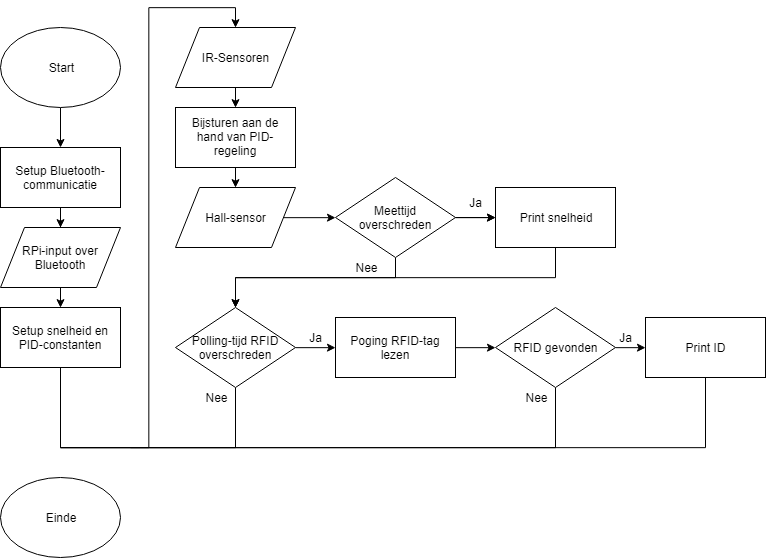 Start
Setup Bluetooth-
communicatie
RPi-input over
Bluetooth
Setup snelheid en
PID-constanten
IR-Sensoren
Bijsturen aan de
hand van PID-
regeling
Hall-sensor
Meettijd
overschreden
Ja
Print snelheid
Nee
Polling-tijd RFID
overschreden
Ja
Poging RFID-tag
lezen
RFID gevonden
Ja
Print ID
Nee
Nee
Einde